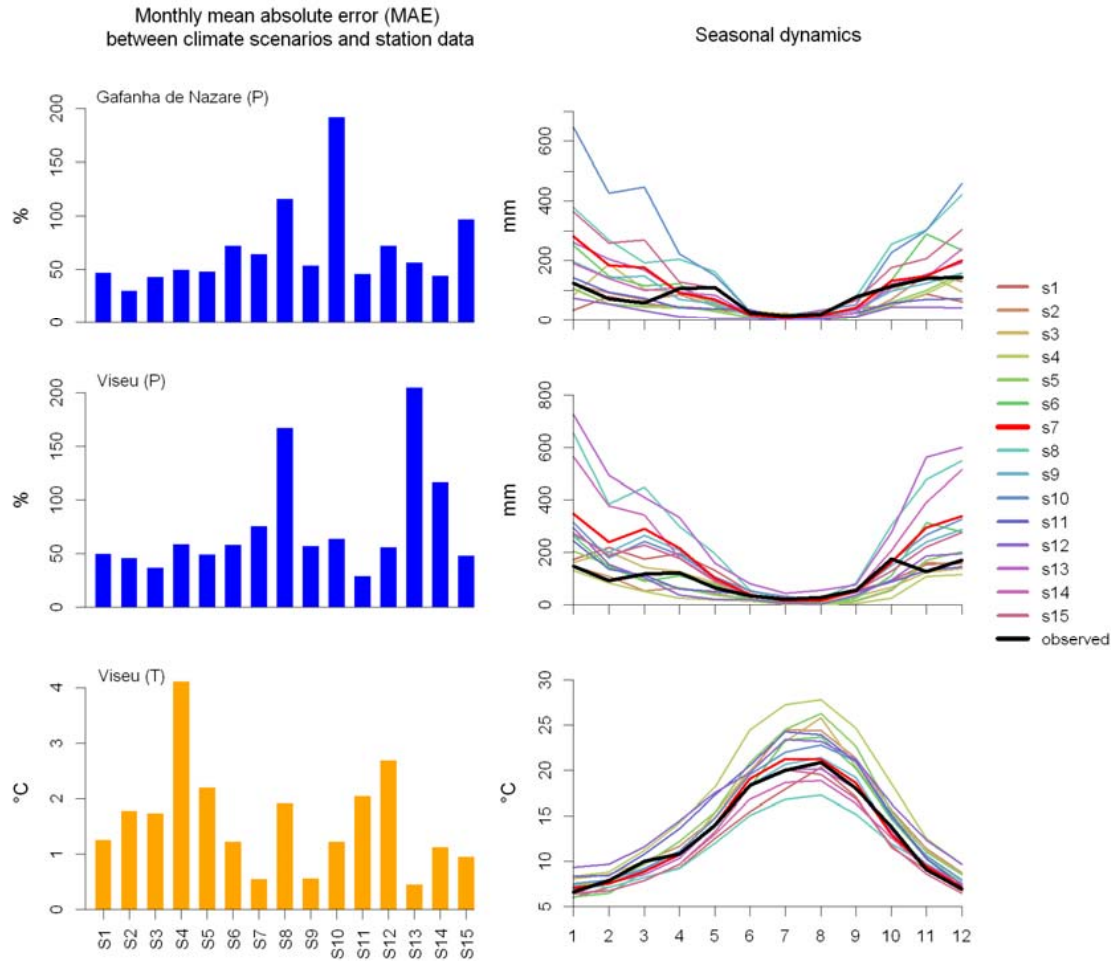 Monthly mean absolute error (MAE)
between climate scenarios and station data
Seasonal dynamics
Gafanha de Nazare (P)
%
200
150
100
50
0
mm
600
400
200
0
Viseu (P)
%
200
150
100
50
0
mm
800
600
400
200
0
Viseu (T)
°C
4
3
2
1
0
S1
S2
S3
S4
S5
S6
S7
S8
S9
S10
S11
S12
S13
S14
S15
°C
30
25
20
15
10
5
1 2 3 4 5 6 7 8 9 10 11 12
s1
s2
s3
s4
s5
s6
s7
s8
s9
s10
s11
s12
s13
s14
s15
observed